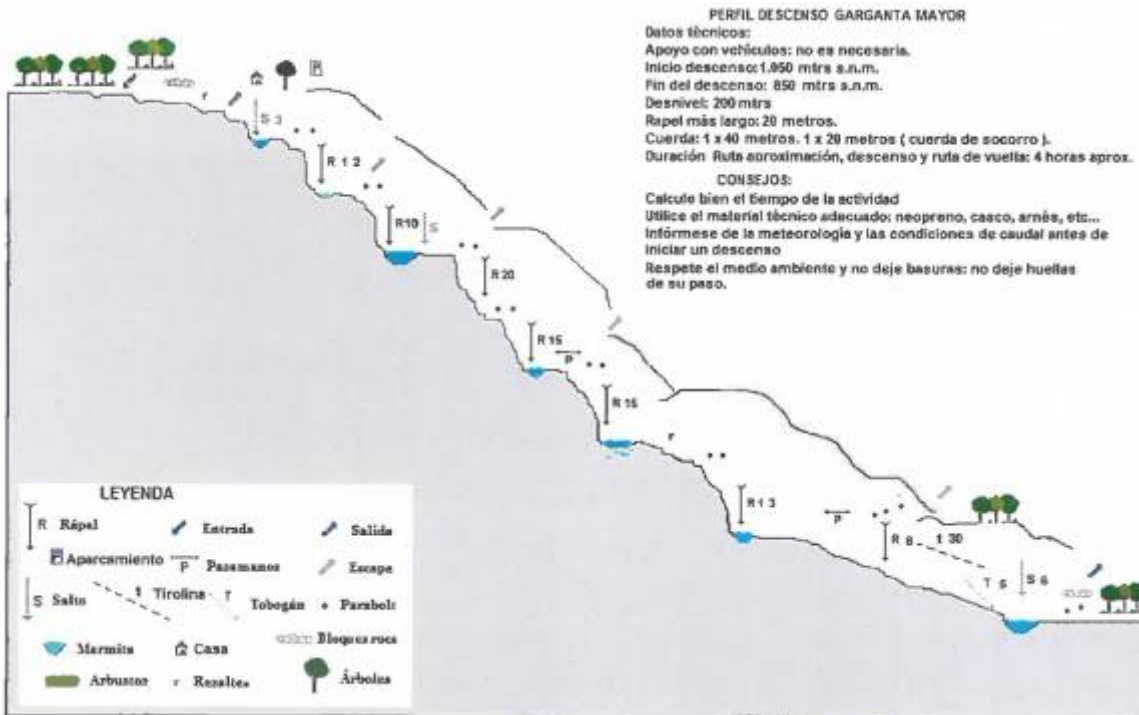 PERFIL DESCENSO GARGANTA MAYOR
Datos técnicos:
Apoyo con vehículos: no es necesaria.
Inicio descenso: 1.050 mtrs s.n.m.
Fin del descenso: 850 mtrs s.n.m.
Desnivel: 200 mtrs
Rapel más largo: 20 metros.
Cuerda: 1 x 40 metros. 1 x 20 metros ( cuerda de socorro ).
Duración Ruta aproximación, descenso y ruta de vuelta: 4 horas aprox.
CONSEJOS:
Calcule bien el tiempo de la actividad
Utilice el material técnico adecuado: neopreno, casco, arnés, etc...
Infórmese de la meteorología y las condiciones de caudal antes de
iniciar un descenso
Respete el medio ambiente y no deje basuras: no deje huellas
de su paso.
P
r
S 3
R 1 2
R10
S
R 20
R 15
P
R 15
r
R 1 3
P
R 8
t 30
T 5
S 6
LEYENDA
R Rápel
Entrada
Salida
P Aparcamiento
P Pasamanos
Escape
S Salto
t Tirolina
T Tobogán
Parabolt
Marmita
Casa
Bloques roca
Arbustos
r Resaltes
Árboles